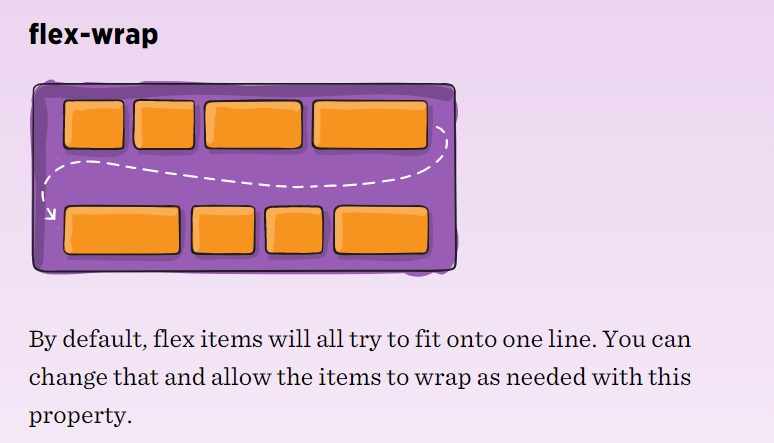 flex-wrap
By default, flex items will all try to fit onto one line. You can
change that and allow the items to wrap as needed with this
property.